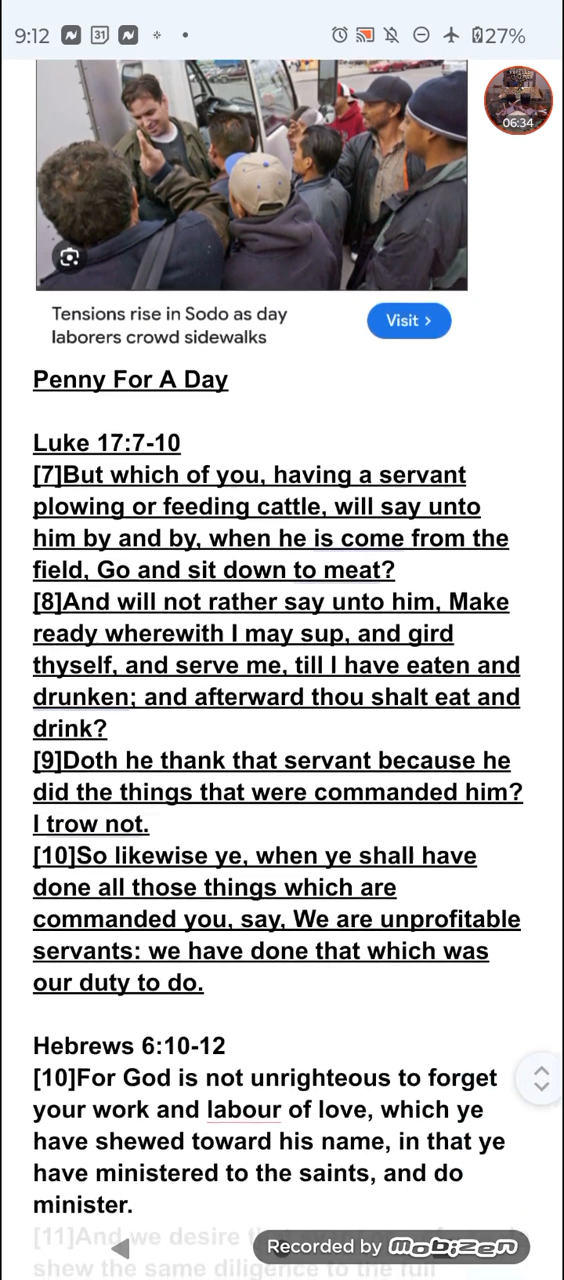 9:12
31
27%
06:34
Tensions rise in Sodo as day
laborers crowd sidewalks
Visit >
Penny For A Day
Luke 17:7-10
[7]But which of you, having a servant
plowing or feeding cattle, will say unto
him by and by, when he is come from the
field, Go and sit down to meat?
[8]And will not rather say unto him, Make
ready wherewith I may sup, and gird
thyself, and serve me, till I have eaten and
drunken; and afterward thou shalt eat and
drink?
[9]Doth he thank that servant because he
did the things that were commanded him?
I trow not.
[10]So likewise ye, when ye shall have
done all those things which are
commanded you, say, We are unprofitable
servants: we have done that which was
our duty to do.
Hebrews 6:10-12
[10]For God is not unrighteous to forget
your work and labour of love, which ye
have shewed toward his name, in that ye
have ministered to the saints, and do
minister.
[11]And we desire
Recorded by Mobizen
shew the same diligence to the full